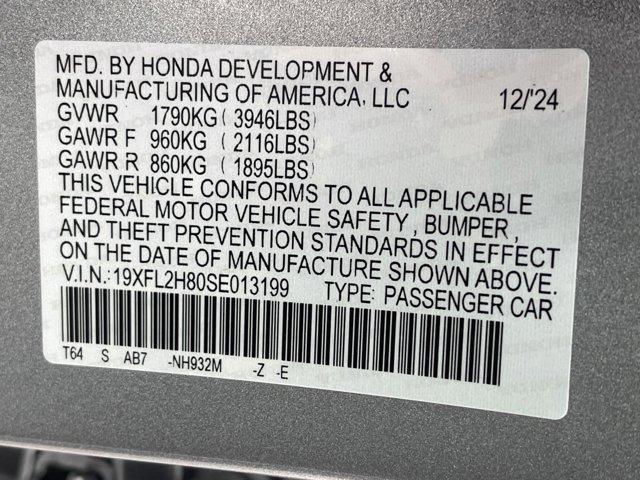 MFD. BY HONDA DEVELOPMENT &
MANUFACTURING OF AMERICA, LLC 12/'24
GVWR 1790KG ( 3946LBS)
GAWR F 960KG ( 2116LBS)
GAWR R 860KG ( 1895LBS)
THIS VEHICLE CONFORMS TO ALL APPLICABLE
FEDERAL MOTOR VEHICLE SAFETY , BUMPER ,
AND THEFT PREVENTION STANDARDS IN EFFECT
ON THE DATE OF MANUFACTURE SHOWN ABOVE.
V.I.N.:19XFL2H80SE013199 TYPE: PASSENGER CAR
T64 S AB7 -NH932M -Z -E